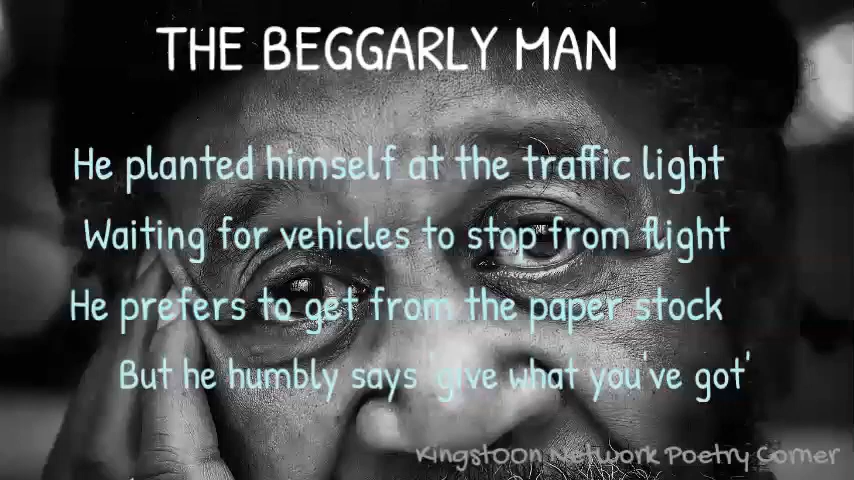 THE BEGGARLY MAN
He planted himself at the traffic light
Waiting for vehicles to stop from flight
He prefers to get from the paper stock
But he humbly says 'give what you've got'
Kingstoon Network Poetry Corner